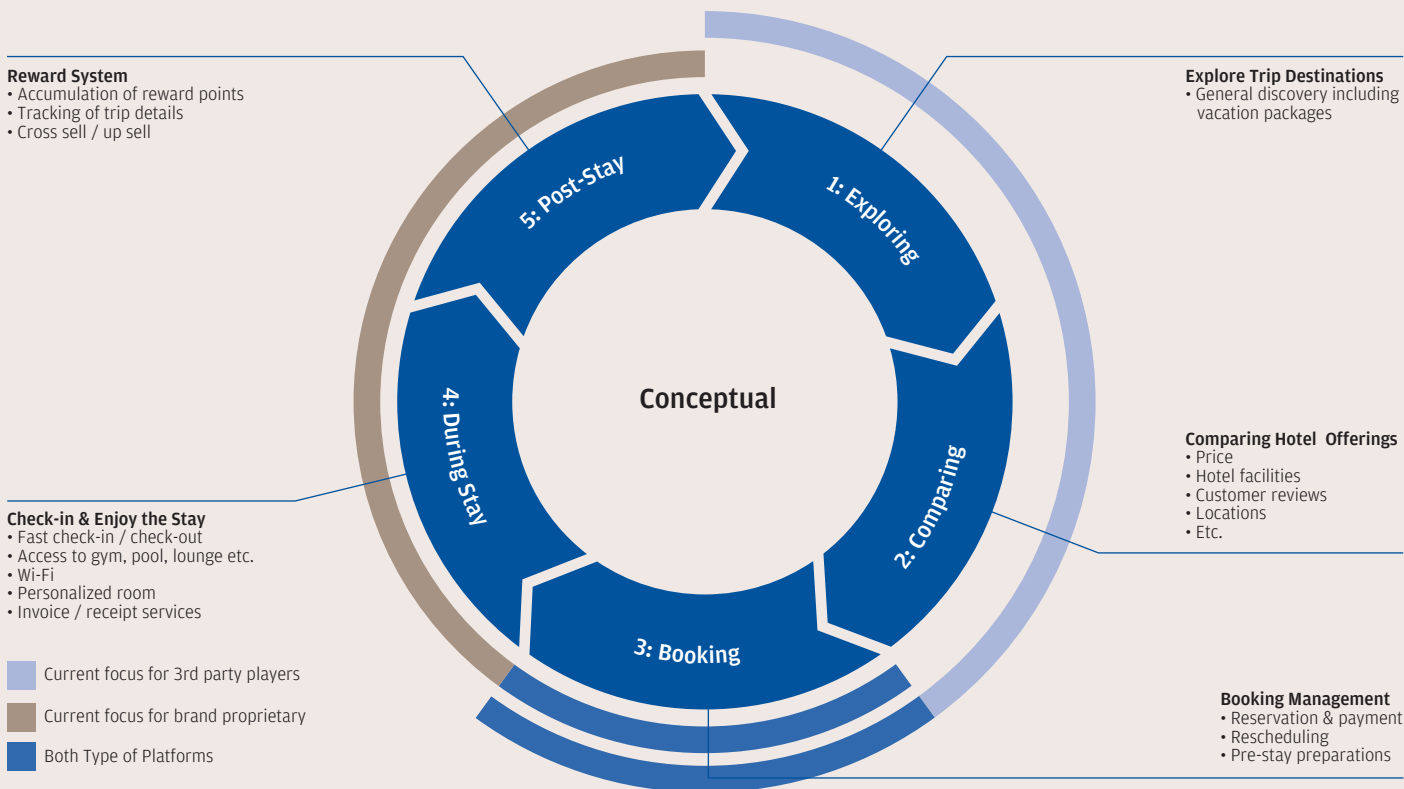 Reward System
• Accumulation of reward points
• Tracking of trip details
• Cross sell / up sell
Explore Trip Destinations
• General discovery including
vacation packages
5: Post-Stay
1: Exploring
Conceptual
4: During Stay
2: Comparing
3: Booking
Comparing Hotel Offerings
• Price
• Hotel facilities
• Customer reviews
• Locations
• Etc.
Check-in & Enjoy the Stay
• Fast check-in / check-out
• Access to gym, pool, lounge etc.
• Wi-Fi
• Personalized room
• Invoice / receipt services
Current focus for 3rd party players
Current focus for brand proprietary
Both Type of Platforms
Booking Management
• Reservation & payment
• Rescheduling
• Pre-stay preparations